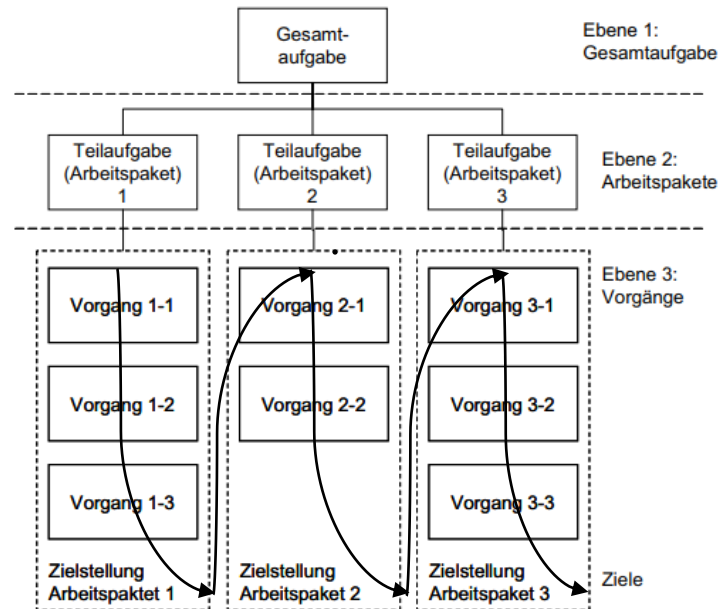 Gesamt-
aufgabe
Ebene 1:
Gesamtaufgabe
Teilaufgabe
(Arbeitspaket)
1
Teilaufgabe
(Arbeitspaket)
2
Teilaufgabe
(Arbeitspaket)
3
Ebene 2:
Arbeitspakete
Vorgang 1-1
Vorgang 1-2
Vorgang 1-3
Zielstellung
Arbeitspaktet 1
Vorgang 2-1
Vorgang 2-2
Zielstellung
Arbeitspaket 2
Vorgang 3-1
Vorgang 3-2
Vorgang 3-3
Zielstellung
Arbeitspaket 3
Ebene 3:
Vorgänge
Ziele